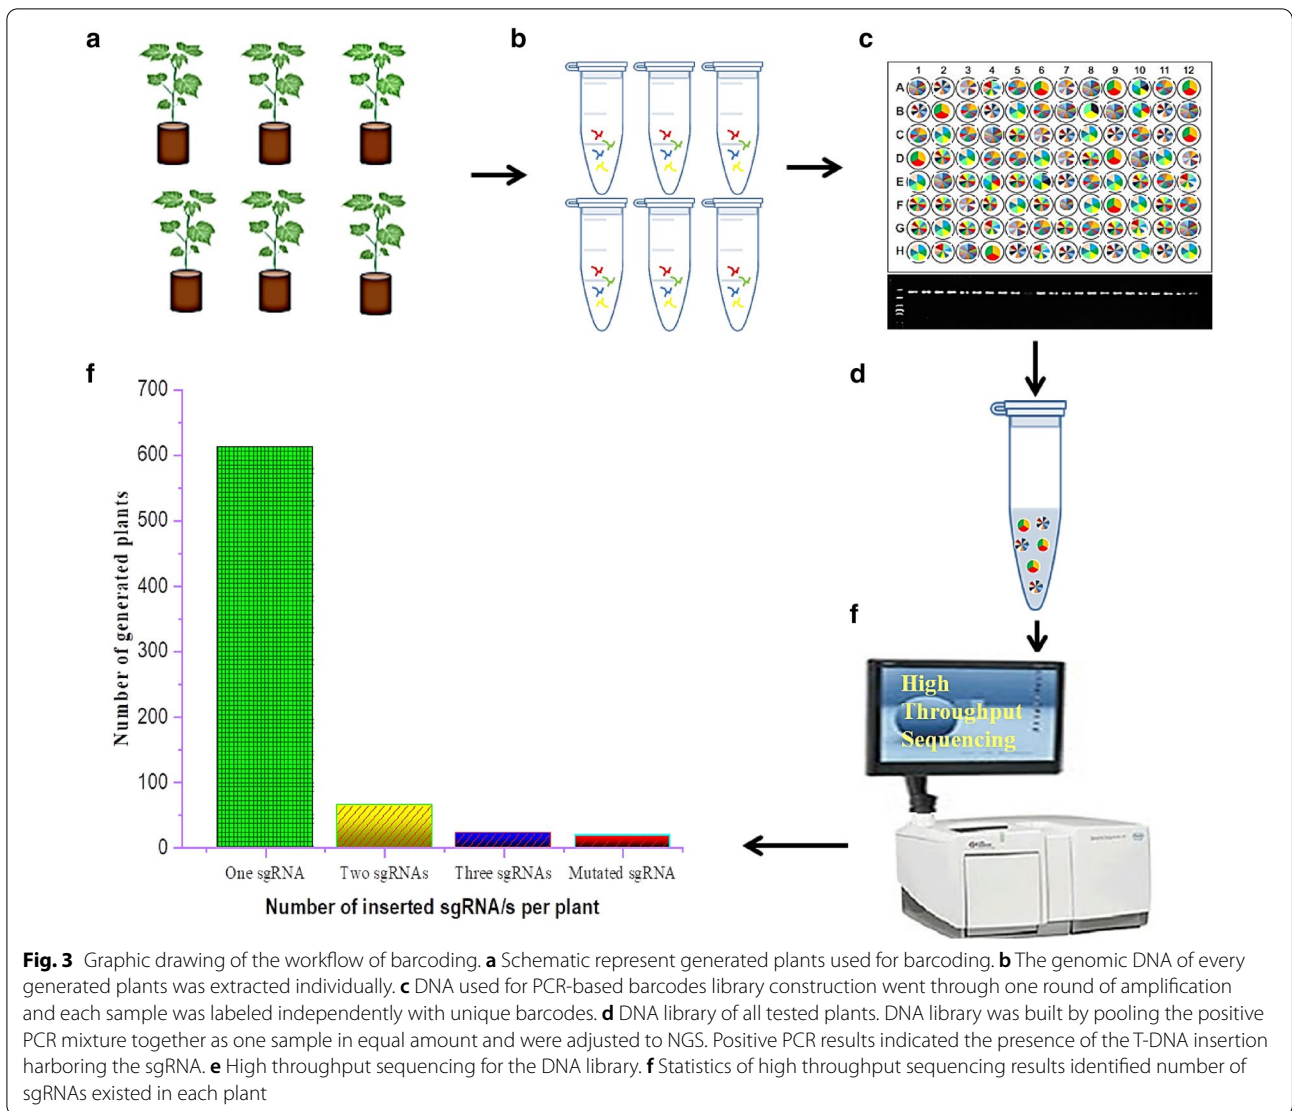 a
b
c
1 2 3 4 5 6 7 8 9 10 11 12
A
B
C
D
E
F
G
H
f
d
700
600
500
400
300
200
100
0
Number of generated plants
One sgRNA
Two sgRNAs
Three sgRNAs
Mutated sgRNA
Number of inserted sgRNA/s per plant
f
High
Throughput
Sequencing
Fig. 3 Graphic drawing of the workflow of barcoding. a Schematic represent generated plants used for barcoding. b The genomic DNA of every
generated plants was extracted individually. c DNA used for PCR-based barcodes library construction went through one round of amplification
and each sample was labeled independently with unique barcodes. d DNA library of all tested plants. DNA library was built by pooling the positive
PCR mixture together as one sample in equal amount and were adjusted to NGS. Positive PCR results indicated the presence of the T-DNA insertion
harboring the sgRNA. e High throughput sequencing for the DNA library. f Statistics of high throughput sequencing results identified number of
sgRNAs existed in each plant